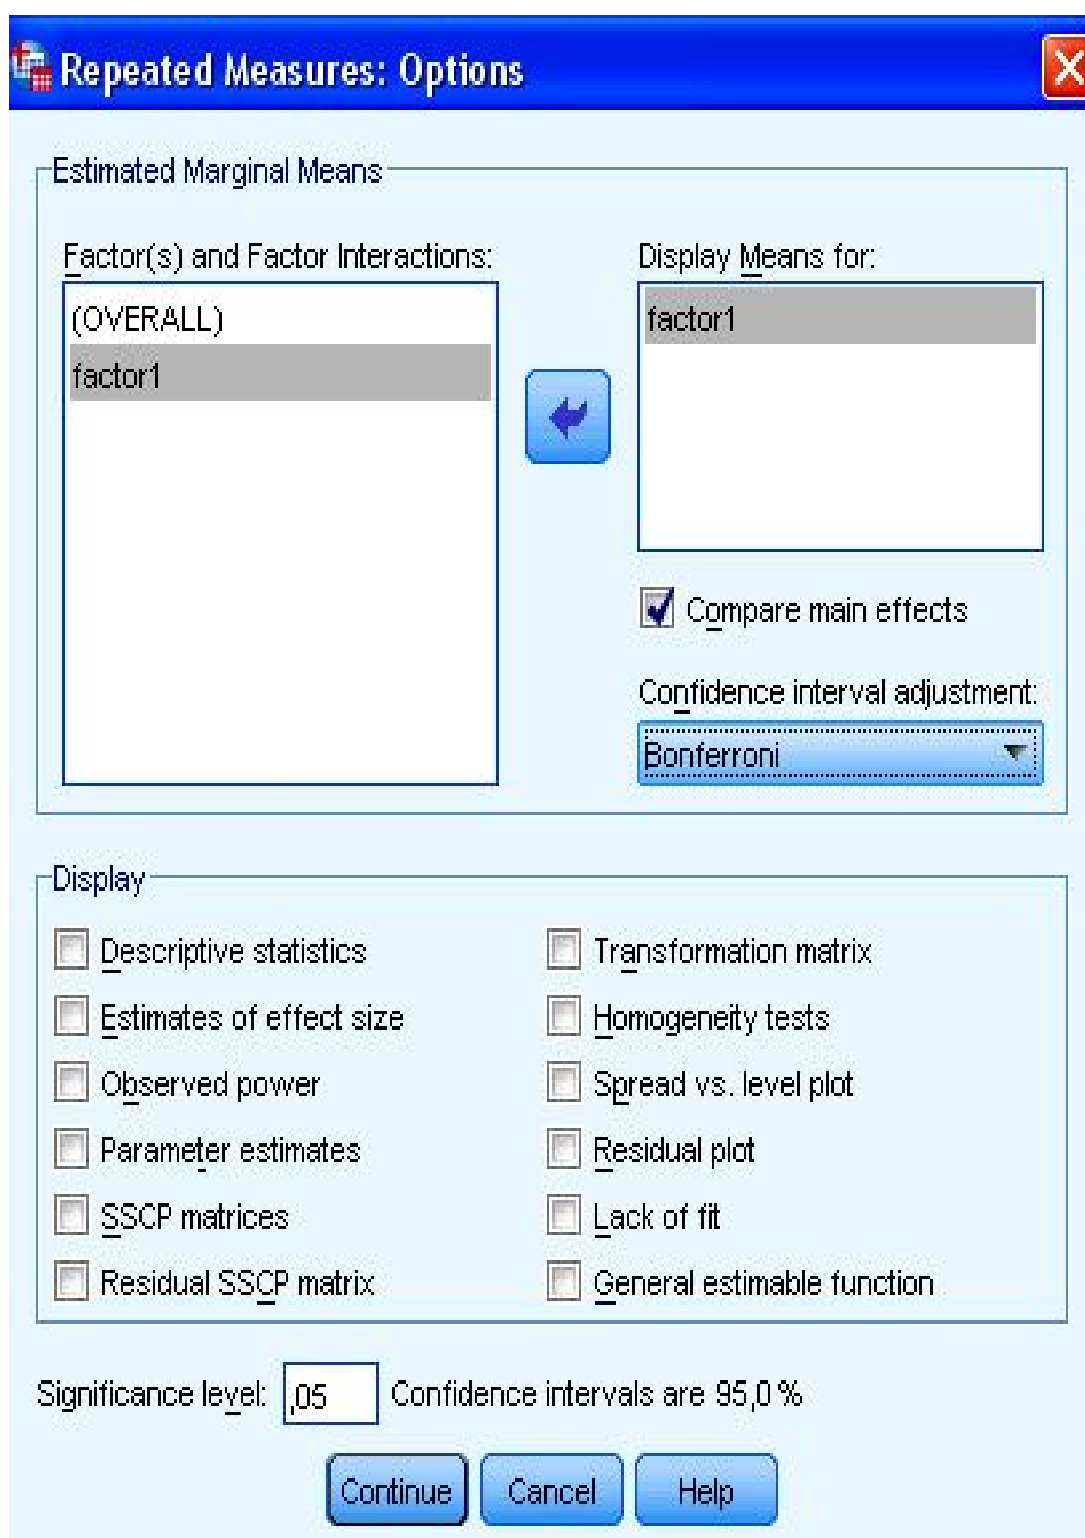 Repeated Measures: Options
Estimated Marginal Means
Factor(s) and Factor Interactions:
(OVERALL)
factor1
Display Means for:
factor1
Compare main effects
Confidence interval adjustment:
Bonferroni
Display
Descriptive statistics
Estimates of effect size
Observed power
Parameter estimates
SSCP matrices
Residual SSCP matrix
Transformation matrix
Homogeneity tests
Spread vs. level plot
Residual plot
Lack of fit
General estimable function
Significance level: ,05 Confidence intervals are 95,0 %
Continue Cancel Help